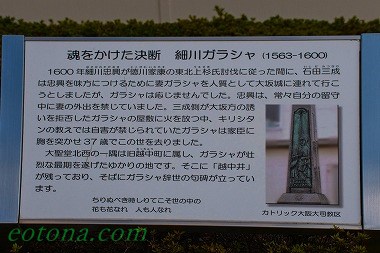 魂をかけた決断　細川ガラシャ (1563-1600)
1600年細川忠興が徳川家康の東北上杉氏討伐に従った間に、石田三成
は忠興を味方につけるために妻ガラシャを人質として大坂城に連れて行こ
うとしましたが、ガラシャは応じませんでした。忠興は、常々自分の留守
中に妻の外出を禁じていました。三成側が大坂方の誘
いを拒否したガラシャの屋敷に火を放つ中、キリシ
タンの教えでは自害が禁じられていたガラシャは家臣に
胸を突かせ37歳でこの世を去りました。
大聖堂北西の一隅は旧越中町に属し、ガラシャが壮
烈な最期を遂げたゆかりの地です。そこに「越中井」
が残っており、そばにガラシャ辞世の句碑が立ってい
ます。
ちりぬべき時しりてこそ世の中の
花も花なれ　人も人なれ
カトリック大阪大司教区
eotona.com